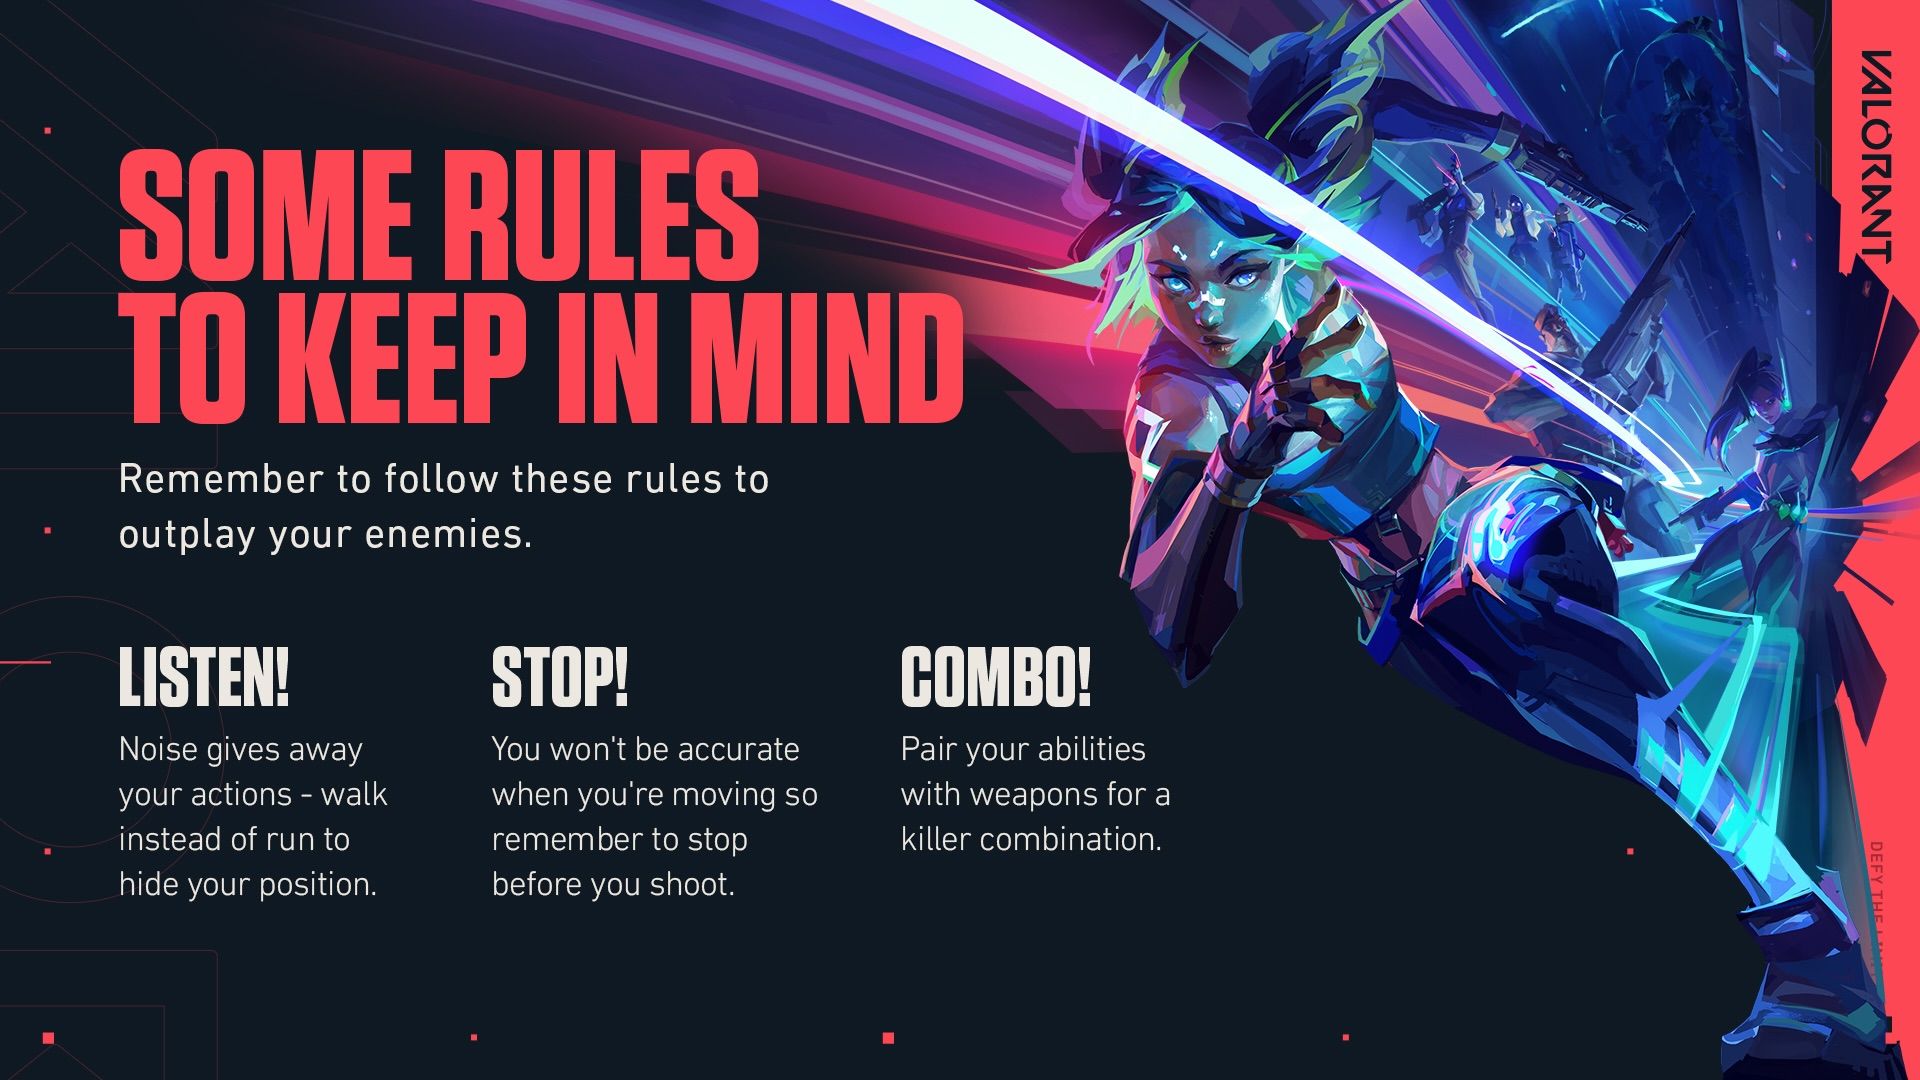 SOME RULES
TO KEEP IN MIND
Remember to follow these rules to
outplay your enemies.
LISTEN!
Noise gives away
your actions - walk
instead of run to
hide your position.
STOP!
You won't be accurate
when you're moving so
remember to stop
before you shoot.
COMBO!
Pair your abilities
with weapons for a
killer combination.
VALORANT
DEFY THE